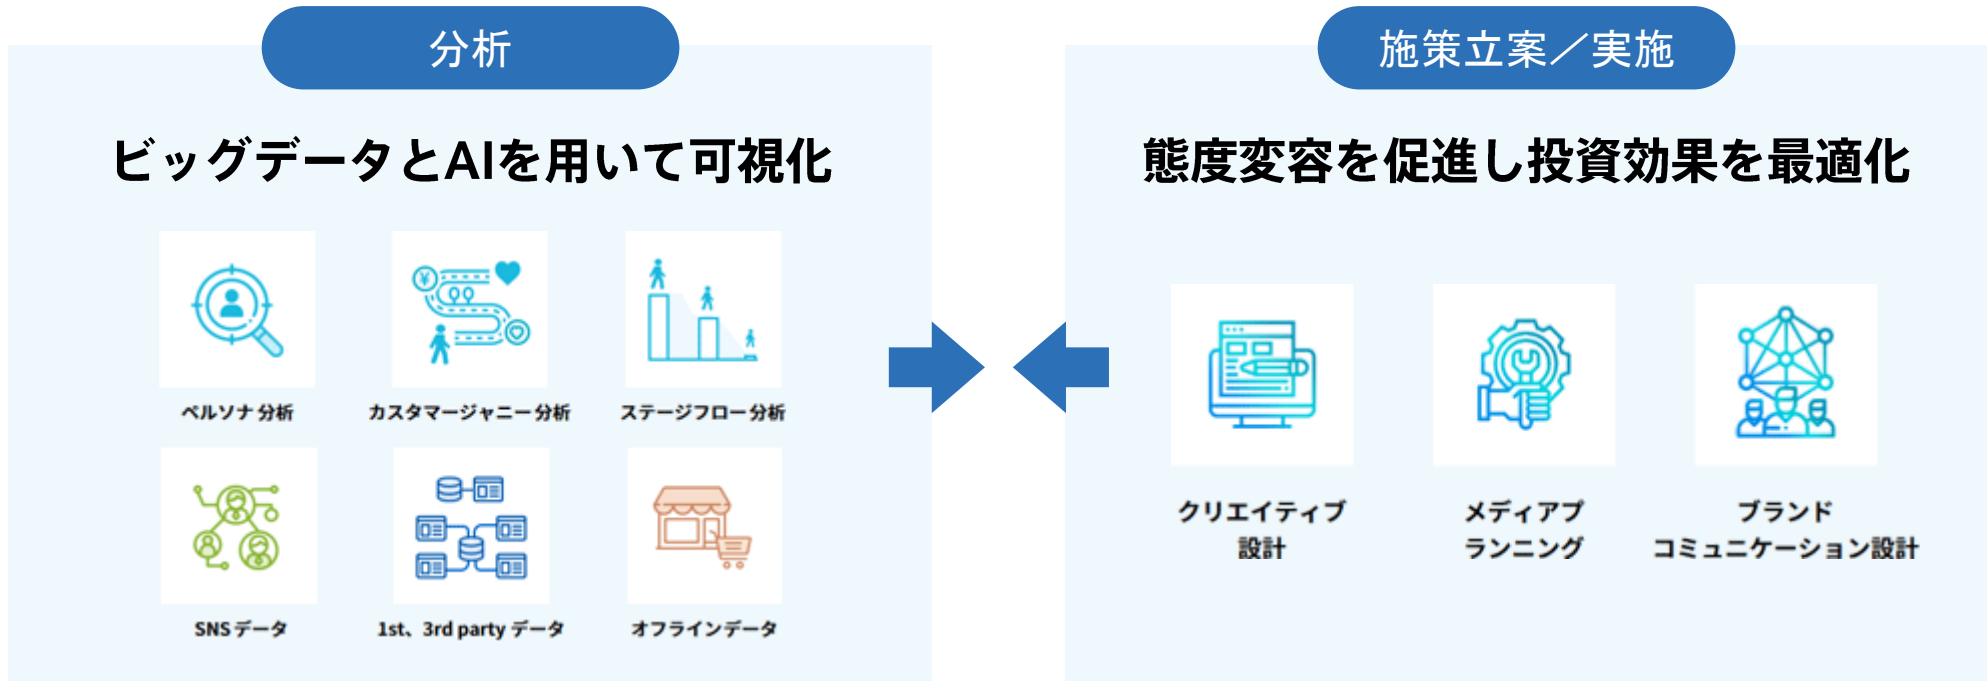 分析
ビッグデータとAIを用いて可視化
ペルソナ分析
カスタマージャニー分析
ステージフロー分析
SNSデータ
1st、3rd party データ
オフラインデータ
施策立案／実施
態度変容を促進し投資効果を最適化
クリエイティブ
設計
メディアプ
ランニング
ブランド
コミュニケーション設計